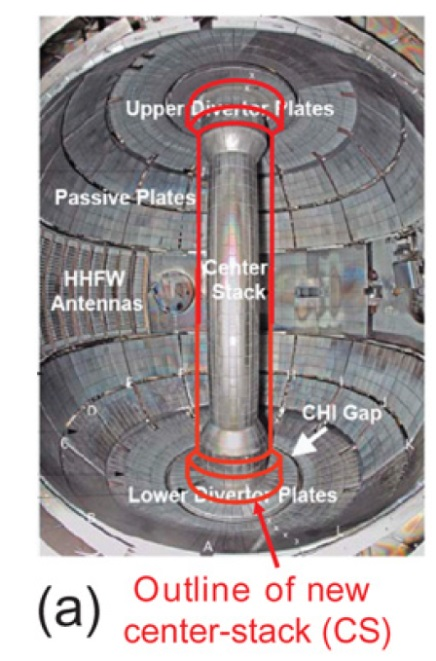 Upper Divertor Plates
Passive Plates
HHFW
Antennas
Center
Stack
CHI Gap
Lower Divertor Plates
(a)
Outline of new
center-stack (CS)